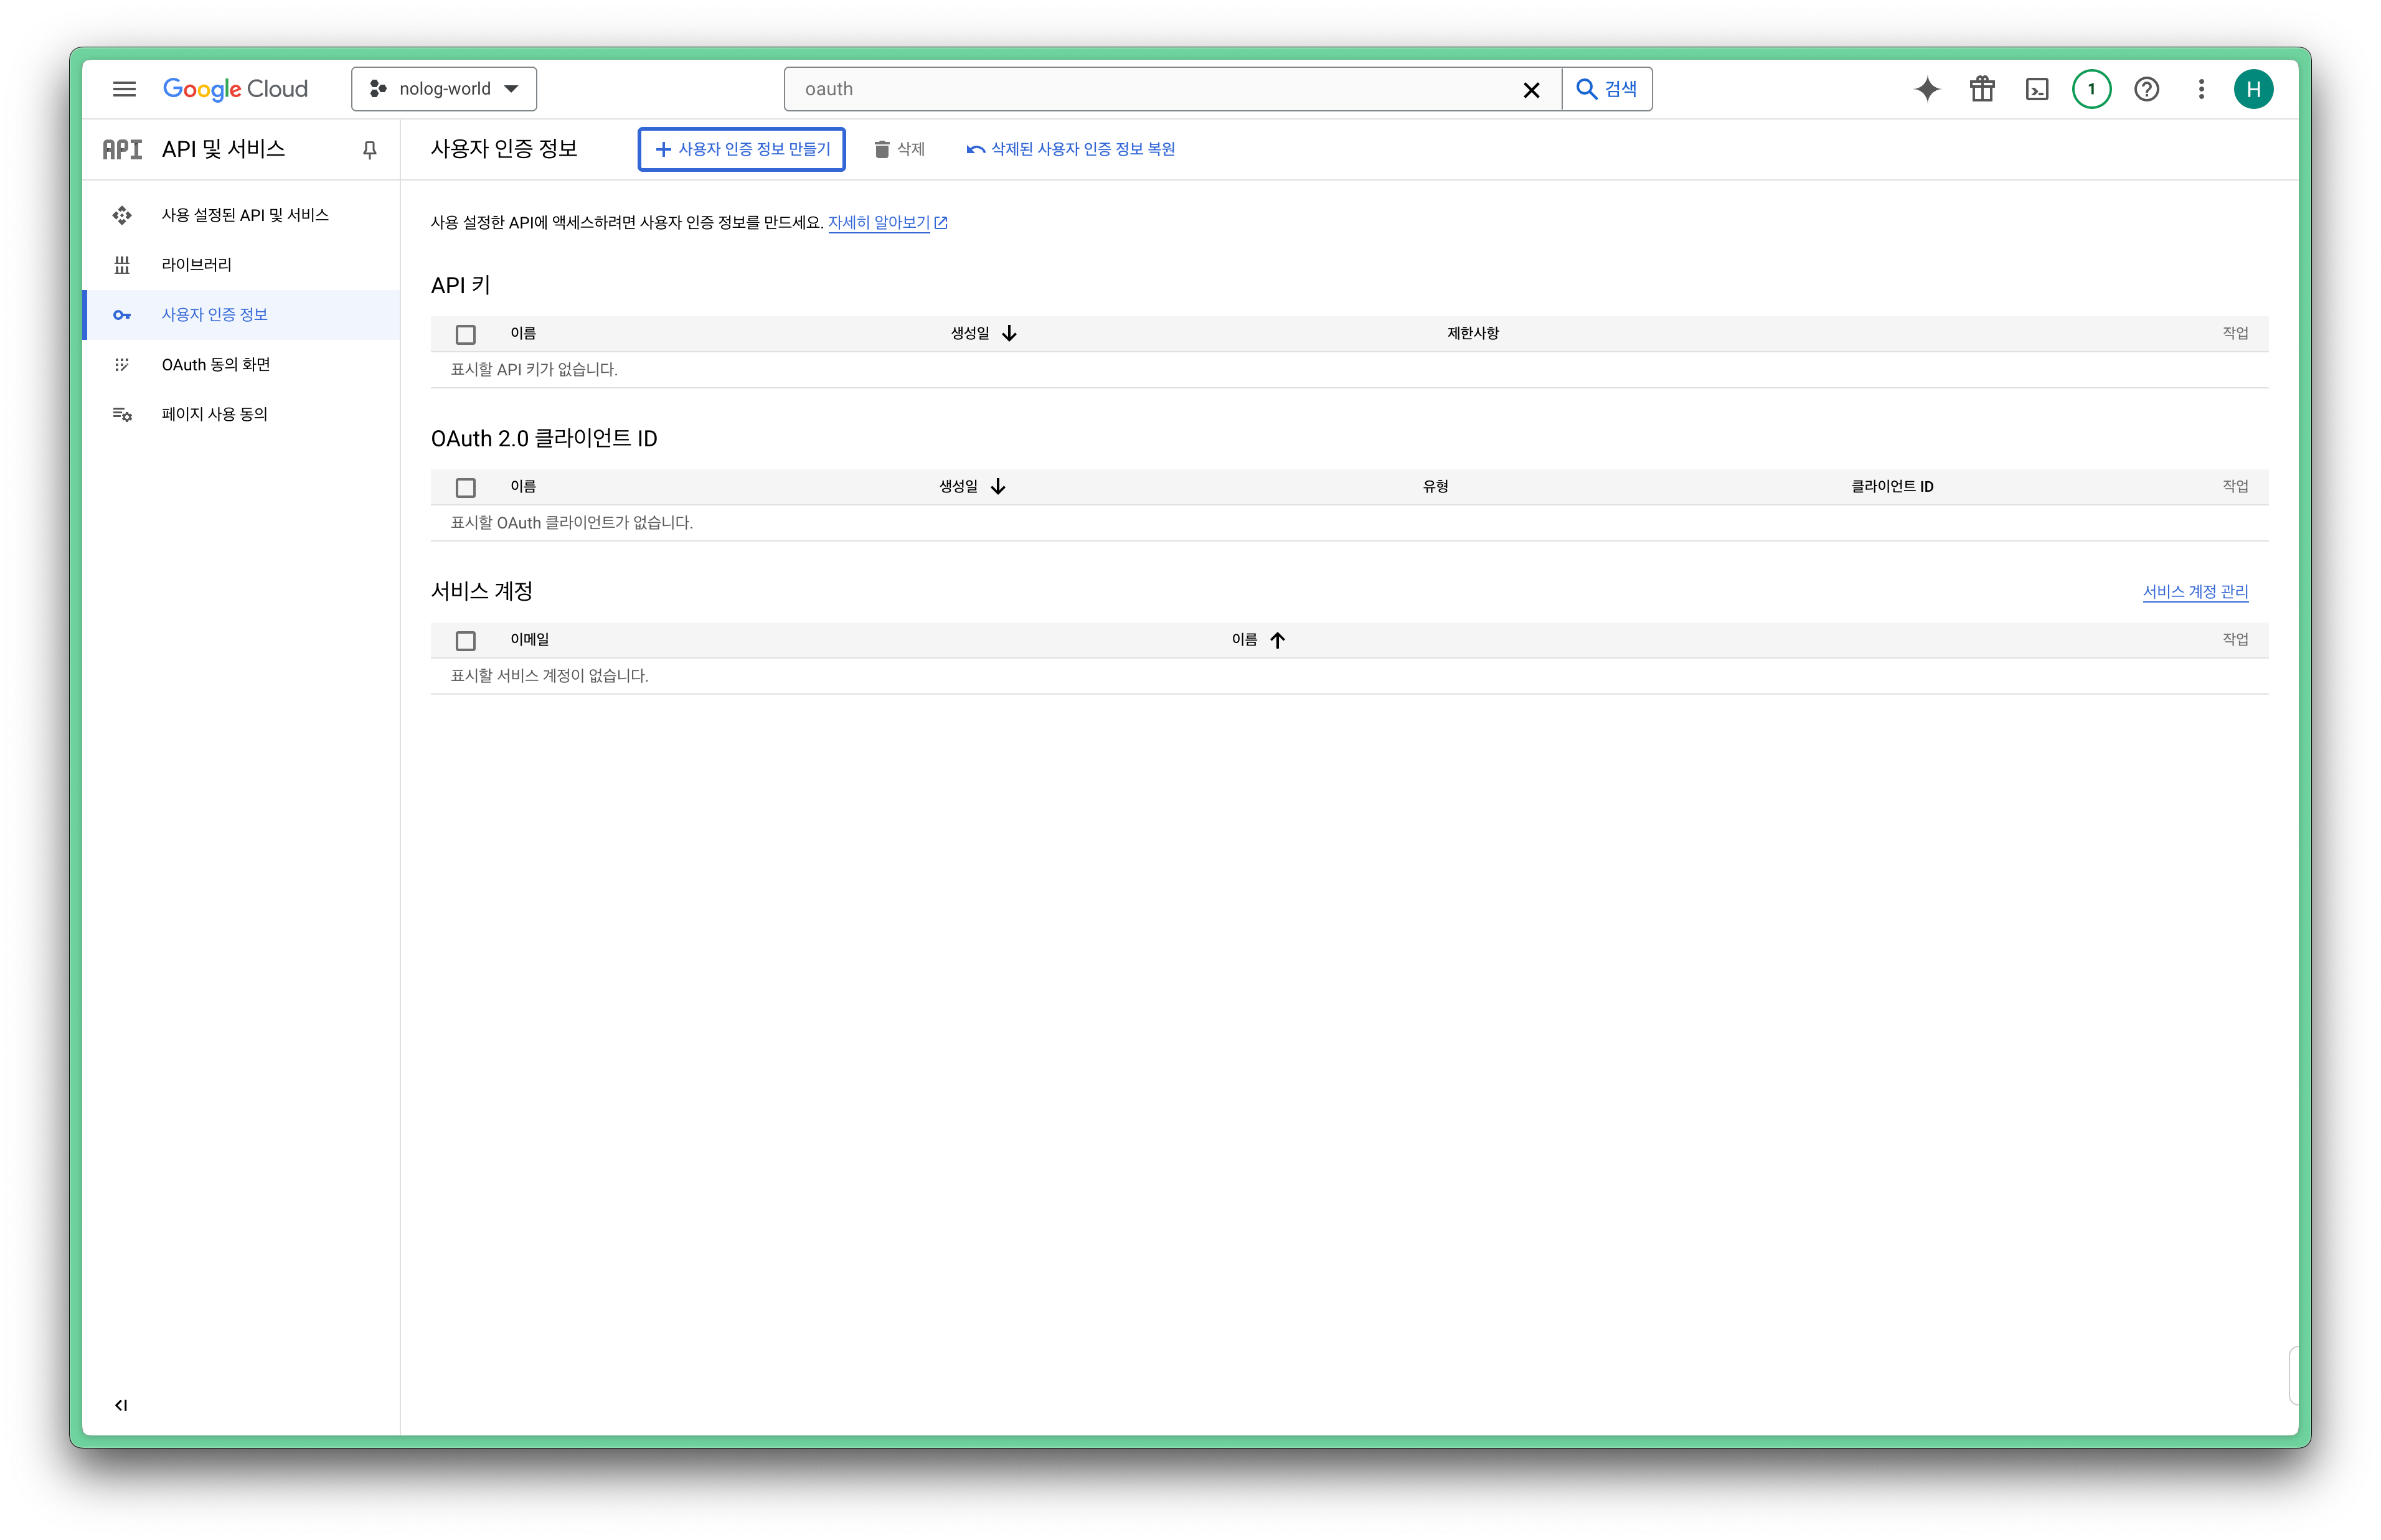 Google Cloud
nolog-world
oauth
검색
1
H
API
API 및 서비스
사용자 인증 정보
사용자 인증 정보 만들기
삭제
삭제된 사용자 인증 정보 복원
사용 설정된 API 및 서비스
라이브러리
사용자 인증 정보
OAuth 동의 화면
페이지 사용 동의
사용 설정한 API에 액세스하려면 사용자 인증 정보를 만드세요. 자세히 알아보기
API 키
이름 생성일 제한사항 작업
표시할 API 키가 없습니다.
OAuth 2.0 클라이언트 ID
이름 생성일 유형 클라이언트 ID 작업
표시할 OAuth 클라이언트가 없습니다.
서비스 계정
서비스 계정 관리
이메일 이름 작업
표시할 서비스 계정이 없습니다.